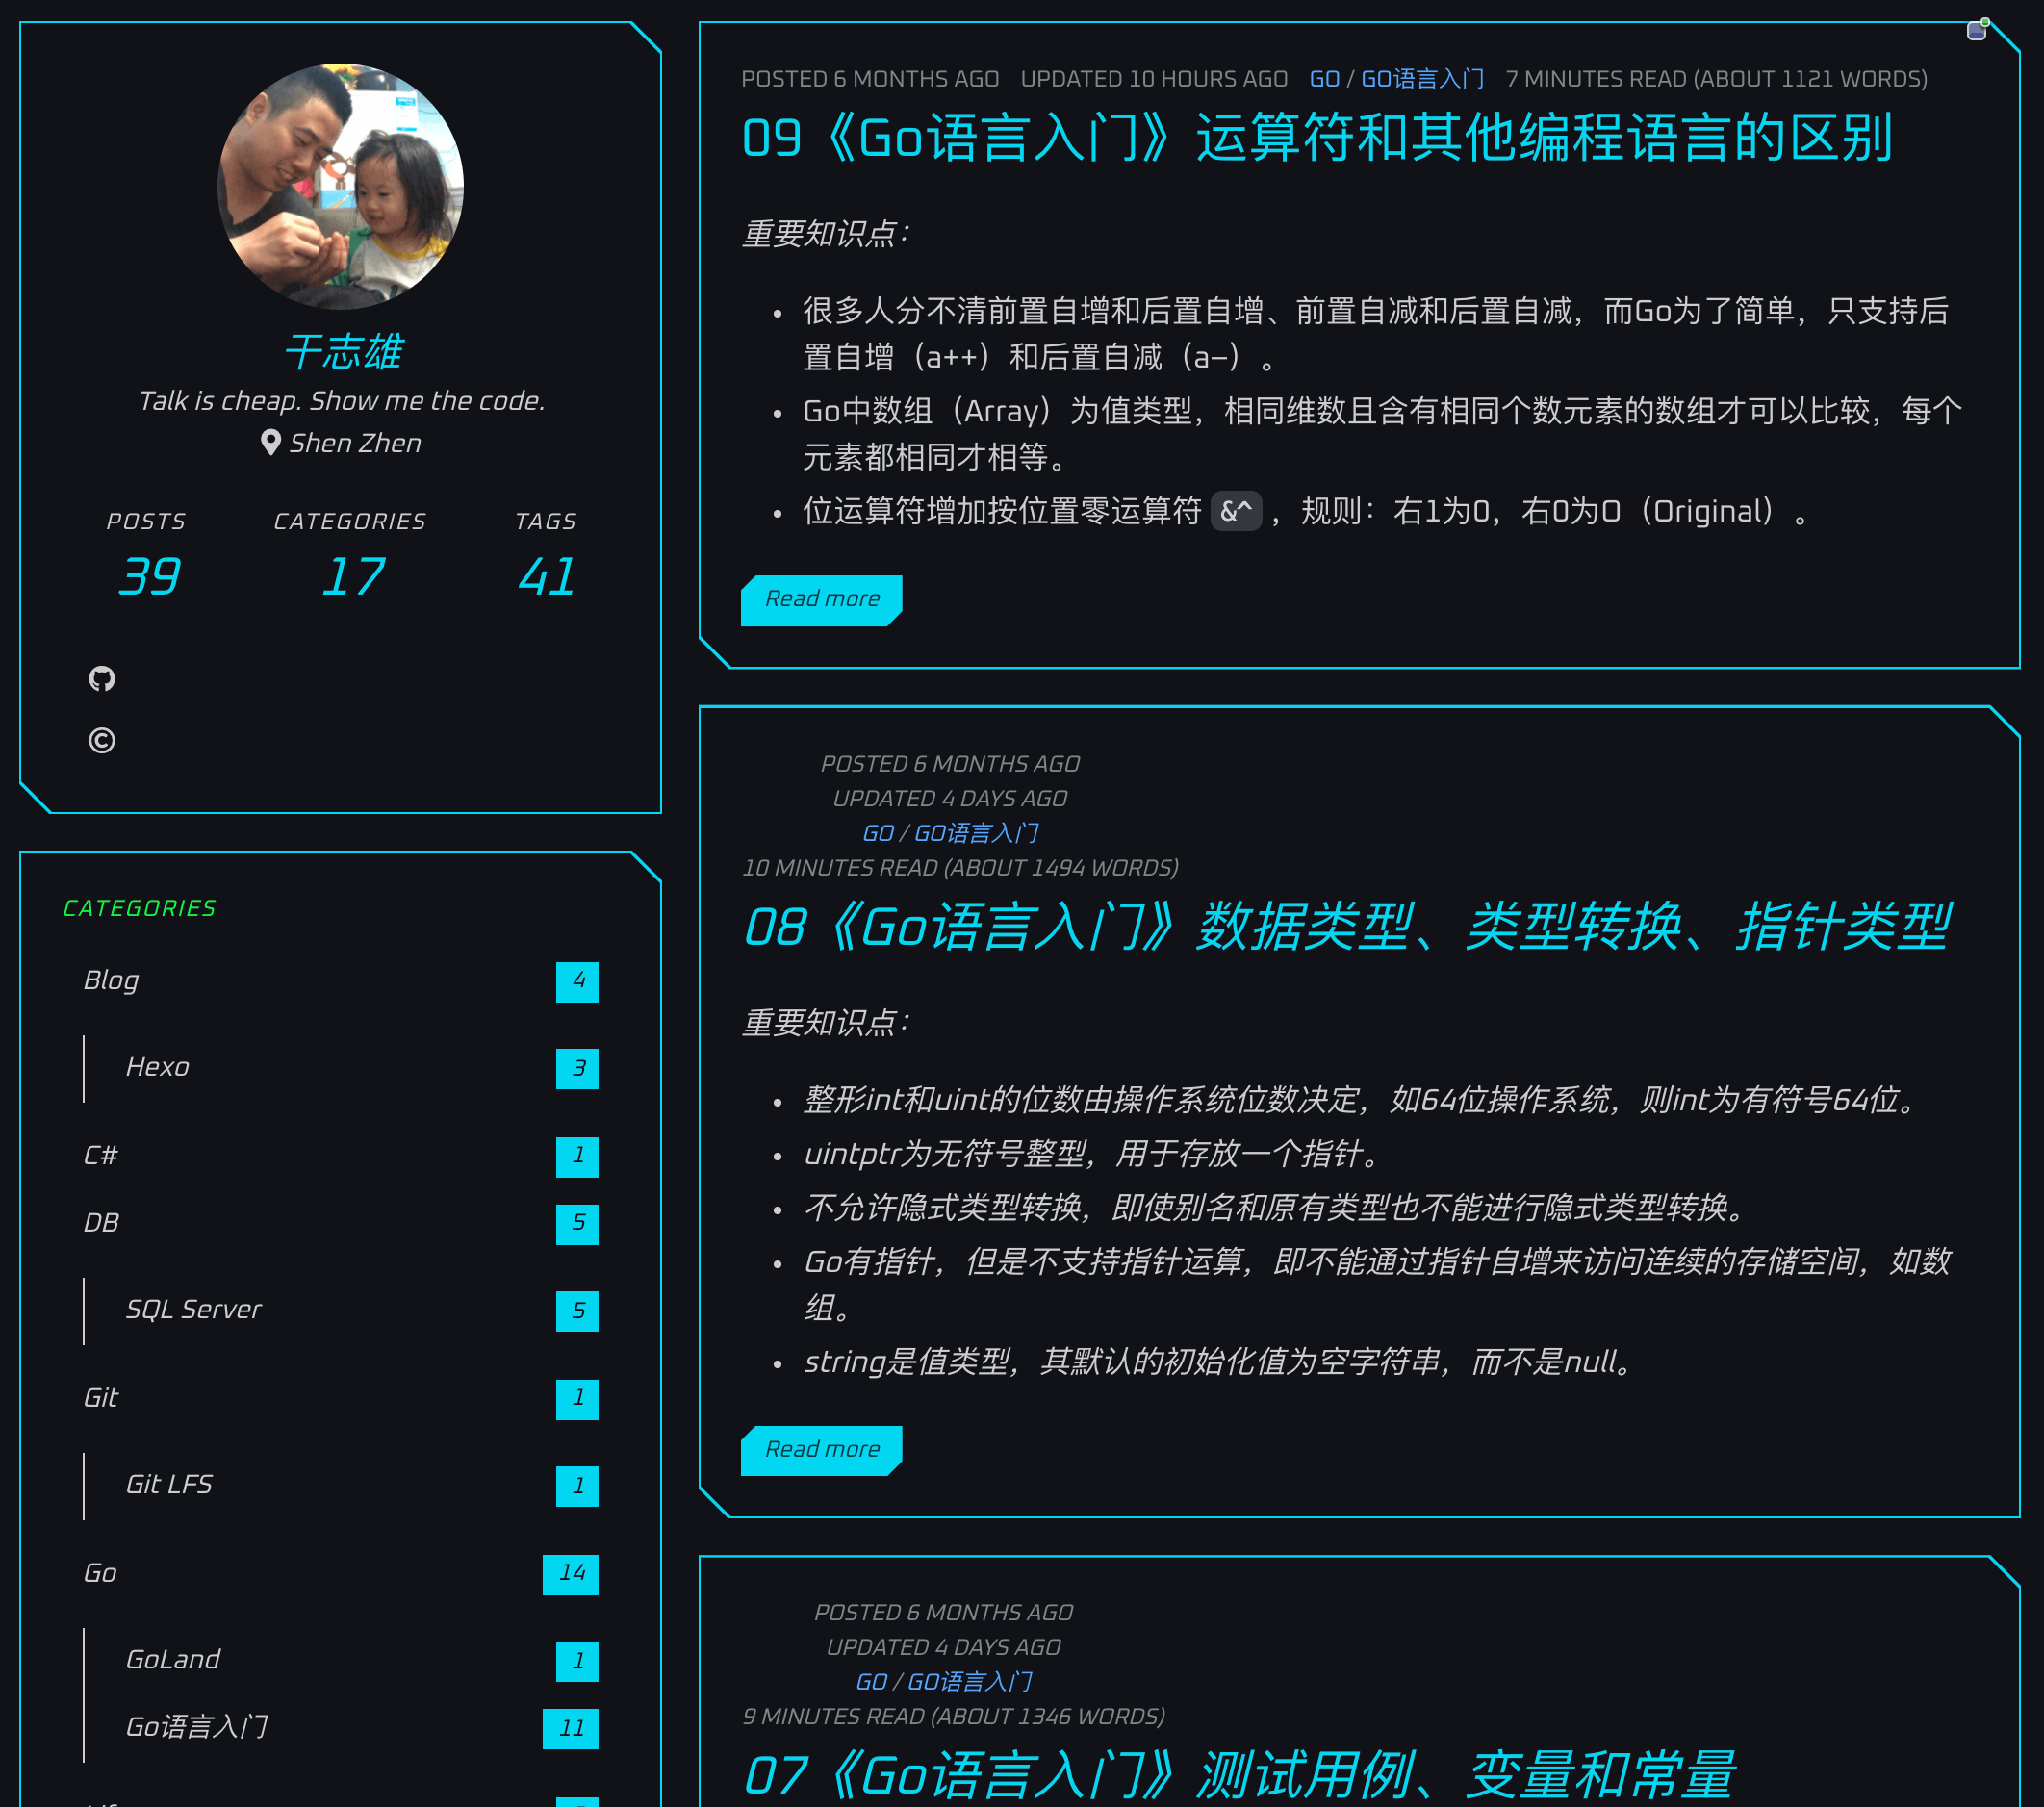 干志雄
Talk is cheap. Show me the code.
Shen Zhen
POSTS CATEGORIES TAGS
39 17 41
CATEGORIES
Blog 4
Hexo 3
C# 1
DB 5
SQL Server 5
Git 1
Git LFS 1
Go 14
GoLand 1
Go语言入门 11
POSTED 6 MONTHS AGO UPDATED 10 HOURS AGO GO / GO语言入门 7 MINUTES READ (ABOUT 1121 WORDS)
09《Go语言入门》运算符和其他编程语言的区别
重要知识点：
• 很多人分不清前置自增和后置自增、前置自减和后置自减，而Go为了简单，只支持后
置自增（a++）和后置自减（a–）。
• Go中数组（Array）为值类型，相同维数且含有相同个数元素的数组才可以比较，每个
元素都相同才相等。
• 位运算符增加按位置零运算符 &^ ，规则：右1为0，右0为O（Original）。
Read more
POSTED 6 MONTHS AGO
UPDATED 4 DAYS AGO
GO / GO语言入门
10 MINUTES READ (ABOUT 1494 WORDS)
08《Go语言入门》数据类型、类型转换、指针类型
重要知识点：
• 整形int和uint的位数由操作系统位数决定，如64位操作系统，则int为有符号64位。
• uintptr为无符号整型，用于存放一个指针。
• 不允许隐式类型转换，即使别名和原有类型也不能进行隐式类型转换。
• Go有指针，但是不支持指针运算，即不能通过指针自增来访问连续的存储空间，如数
组。
• string是值类型，其默认的初始化值为空字符串，而不是null。
Read more
POSTED 6 MONTHS AGO
UPDATED 4 DAYS AGO
GO / GO语言入门
9 MINUTES READ (ABOUT 1346 WORDS)
07《Go语言入门》测试用例、变量和常量